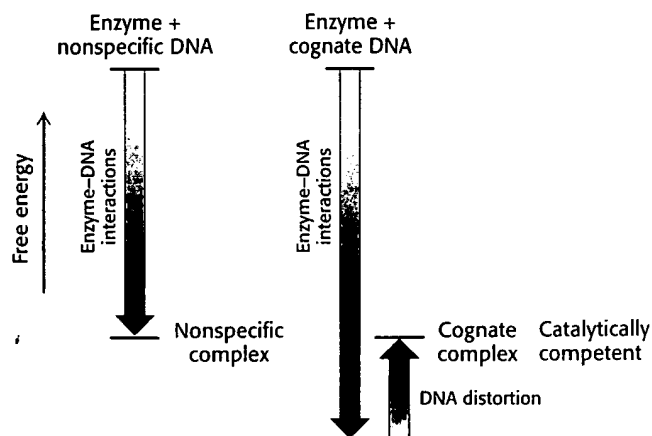 Enzyme +
nonspecific DNA
Enzyme +
cognate DNA
Free energy
Enzyme–DNA
interactions
Enzyme–DNA
interactions
Nonspecific
complex
Cognate
complex
Catalytically
competent
DNA distortion